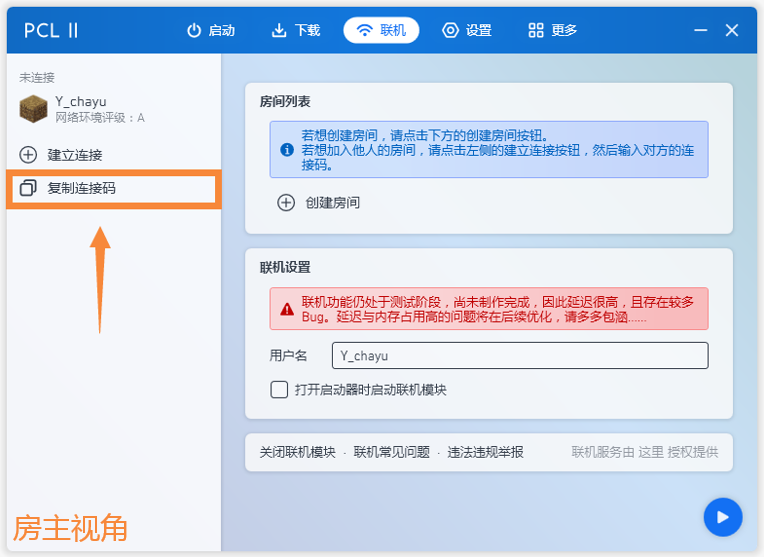 PCL II
启动 下载 联机 设置 更多
未连接
Y_chayu
网络环境评级：A
建立连接
复制连接码
房主视角
房间列表
若想创建房间，请点击下方的创建房间按钮。
若想加入他人的房间，请点击左侧的建立连接按钮，然后输入对方的连
接码。
创建房间
联机设置
联机功能仍处于测试阶段，尚未制作完成，因此延迟很高，且存在较多
Bug。延迟与内存占用高的问题将在后续优化，请多多包涵......
用户名 Y_chayu
打开启动器时启动联机模块
关闭联机模块 · 联机常见问题 · 违法违规举报 联机服务由 这里 授权提供